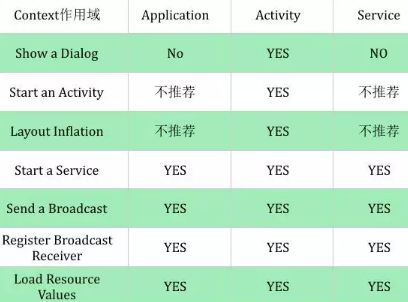 Context作用域 Application Activity Service
Show a Dialog No YES NO
Start an Activity 不推荐 YES 不推荐
Layout Inflation 不推荐 YES 不推荐
Start a Service YES YES YES
Send a Broadcast YES YES YES
Register Broadcast
Receiver YES YES YES
Load Resource
Values YES YES YES